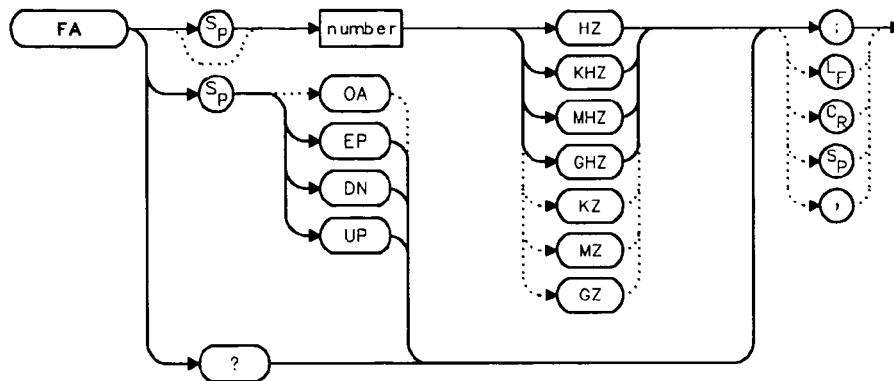 FA SP number HZ ;
KHZ LF
SP OA MHZ CR
EP GHZ SP
DN KZ ,
UP MZ
GZ
?